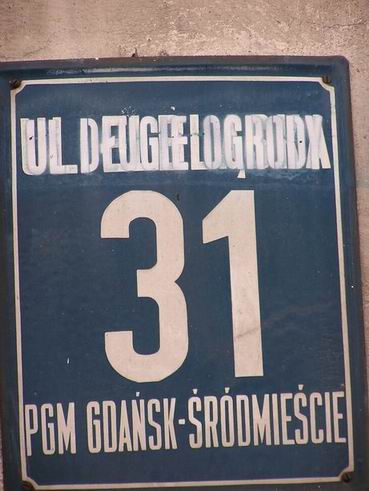 UL.DŁUGIE OGRODY
31
PGM GDAŃSK-ŚRÓDMIEŚCIE